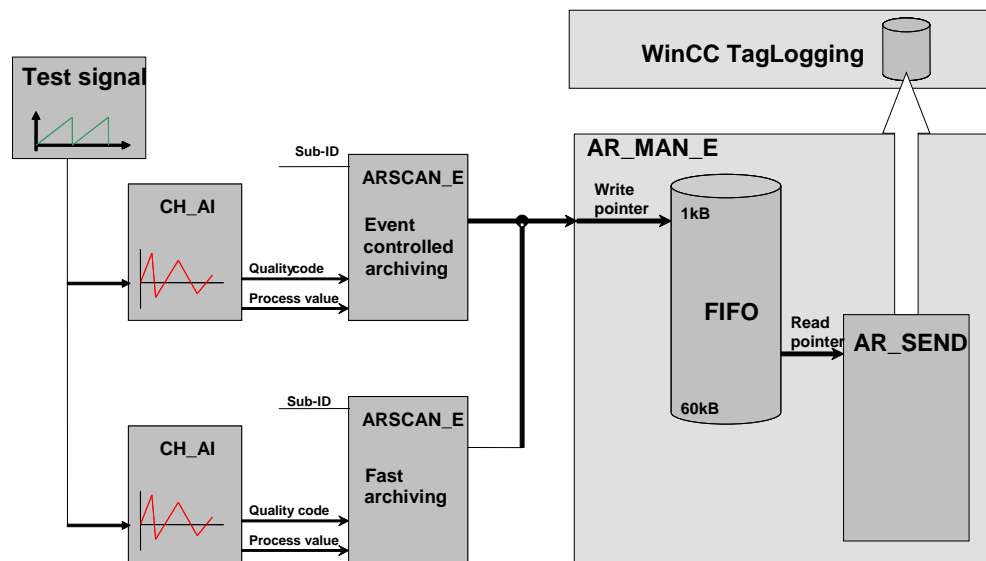 WinCC TagLogging
Test signal
AR_MAN_E
Sub-ID
ARSCAN_E
Event
controlled
archiving
CH_AI
Qualitycode
Process value
Write
pointer
1kB
FIFO
60kB
Read
pointer
AR_SEND
Sub-ID
ARSCAN_E
Fast
archiving
CH_AI
Quality code
Process value